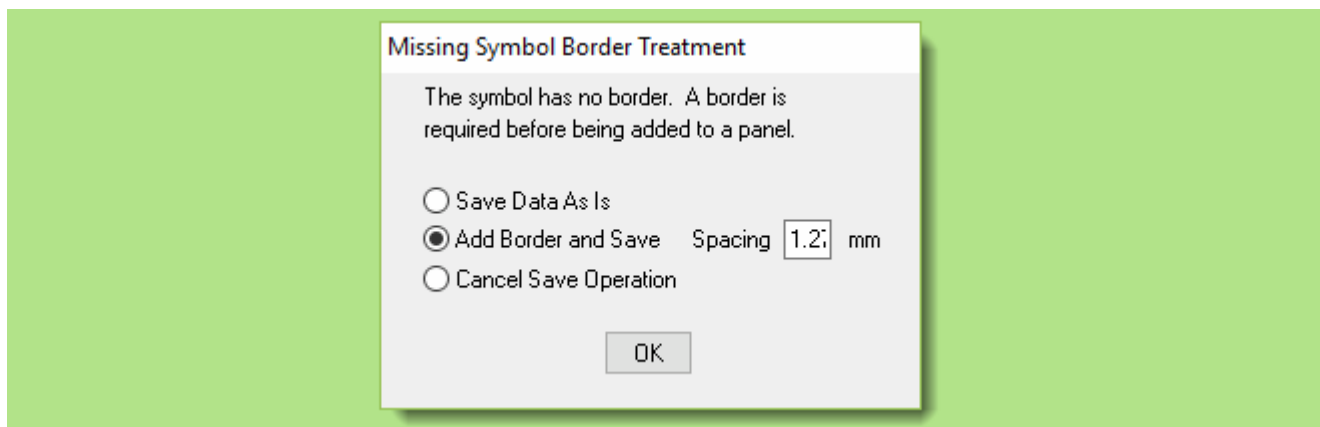 Missing Symbol Border Treatment
The symbol has no border. A border is
required before being added to a panel.
Save Data As Is
Add Border and Save Spacing mm
Cancel Save Operation
OK